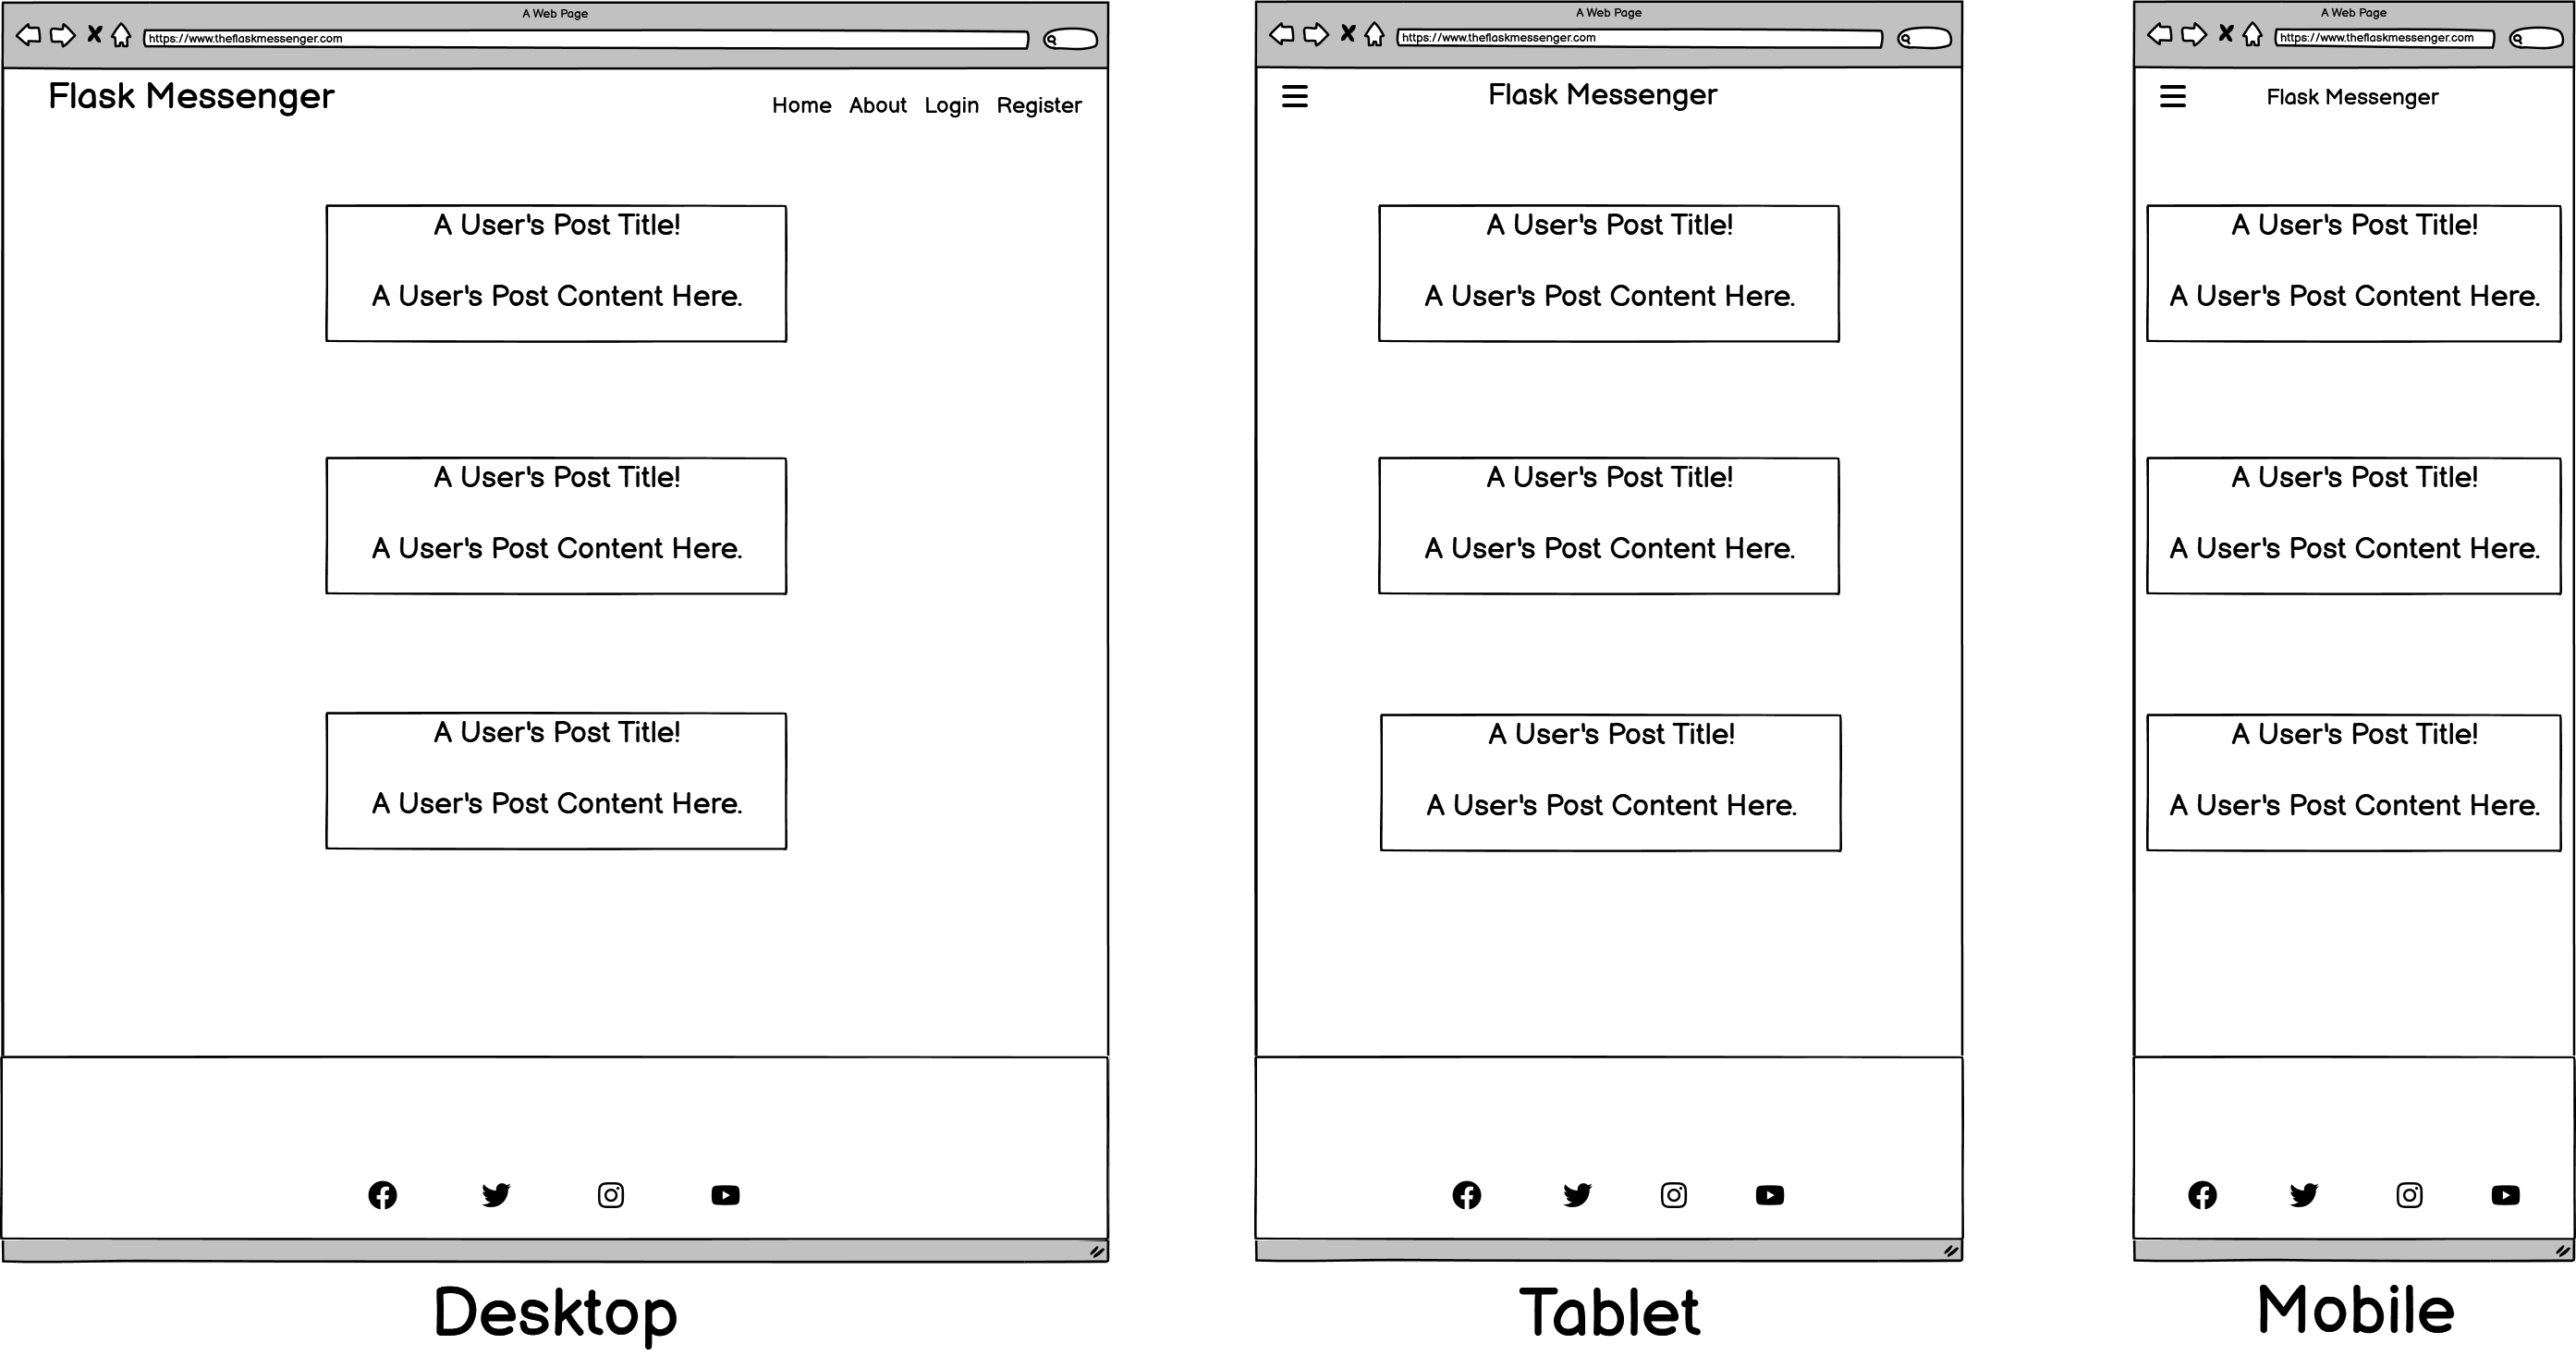 A Web Page
https://www.theflaskmessenger.com
Flask Messenger
Home About Login Register
A User's Post Title!
A User's Post Content Here.
A User's Post Title!
A User's Post Content Here.
A User's Post Title!
A User's Post Content Here.
Desktop
A Web Page
https://www.theflaskmessenger.com
Flask Messenger
A User's Post Title!
A User's Post Content Here.
A User's Post Title!
A User's Post Content Here.
A User's Post Title!
A User's Post Content Here.
Tablet
A Web Page
https://www.theflaskmessenger.com
Flask Messenger
A User's Post Title!
A User's Post Content Here.
A User's Post Title!
A User's Post Content Here.
A User's Post Title!
A User's Post Content Here.
Mobile